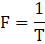 F = 1/T